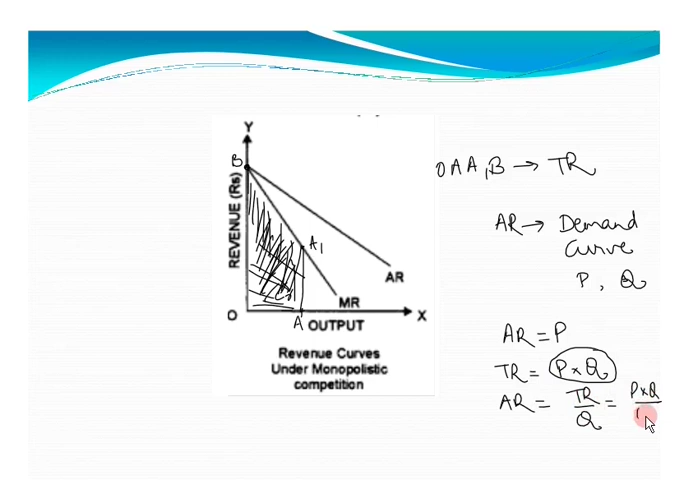 Y
B
REVENUE (Rs)
A1
AR
MR
O
A
OUTPUT
X
Revenue Curves
Under Monopolistic
competition
OAA1B → TR
AR → Demand
Curve
P, Q
AR = P
TR = P × Q
AR = TR/Q = P×Q/